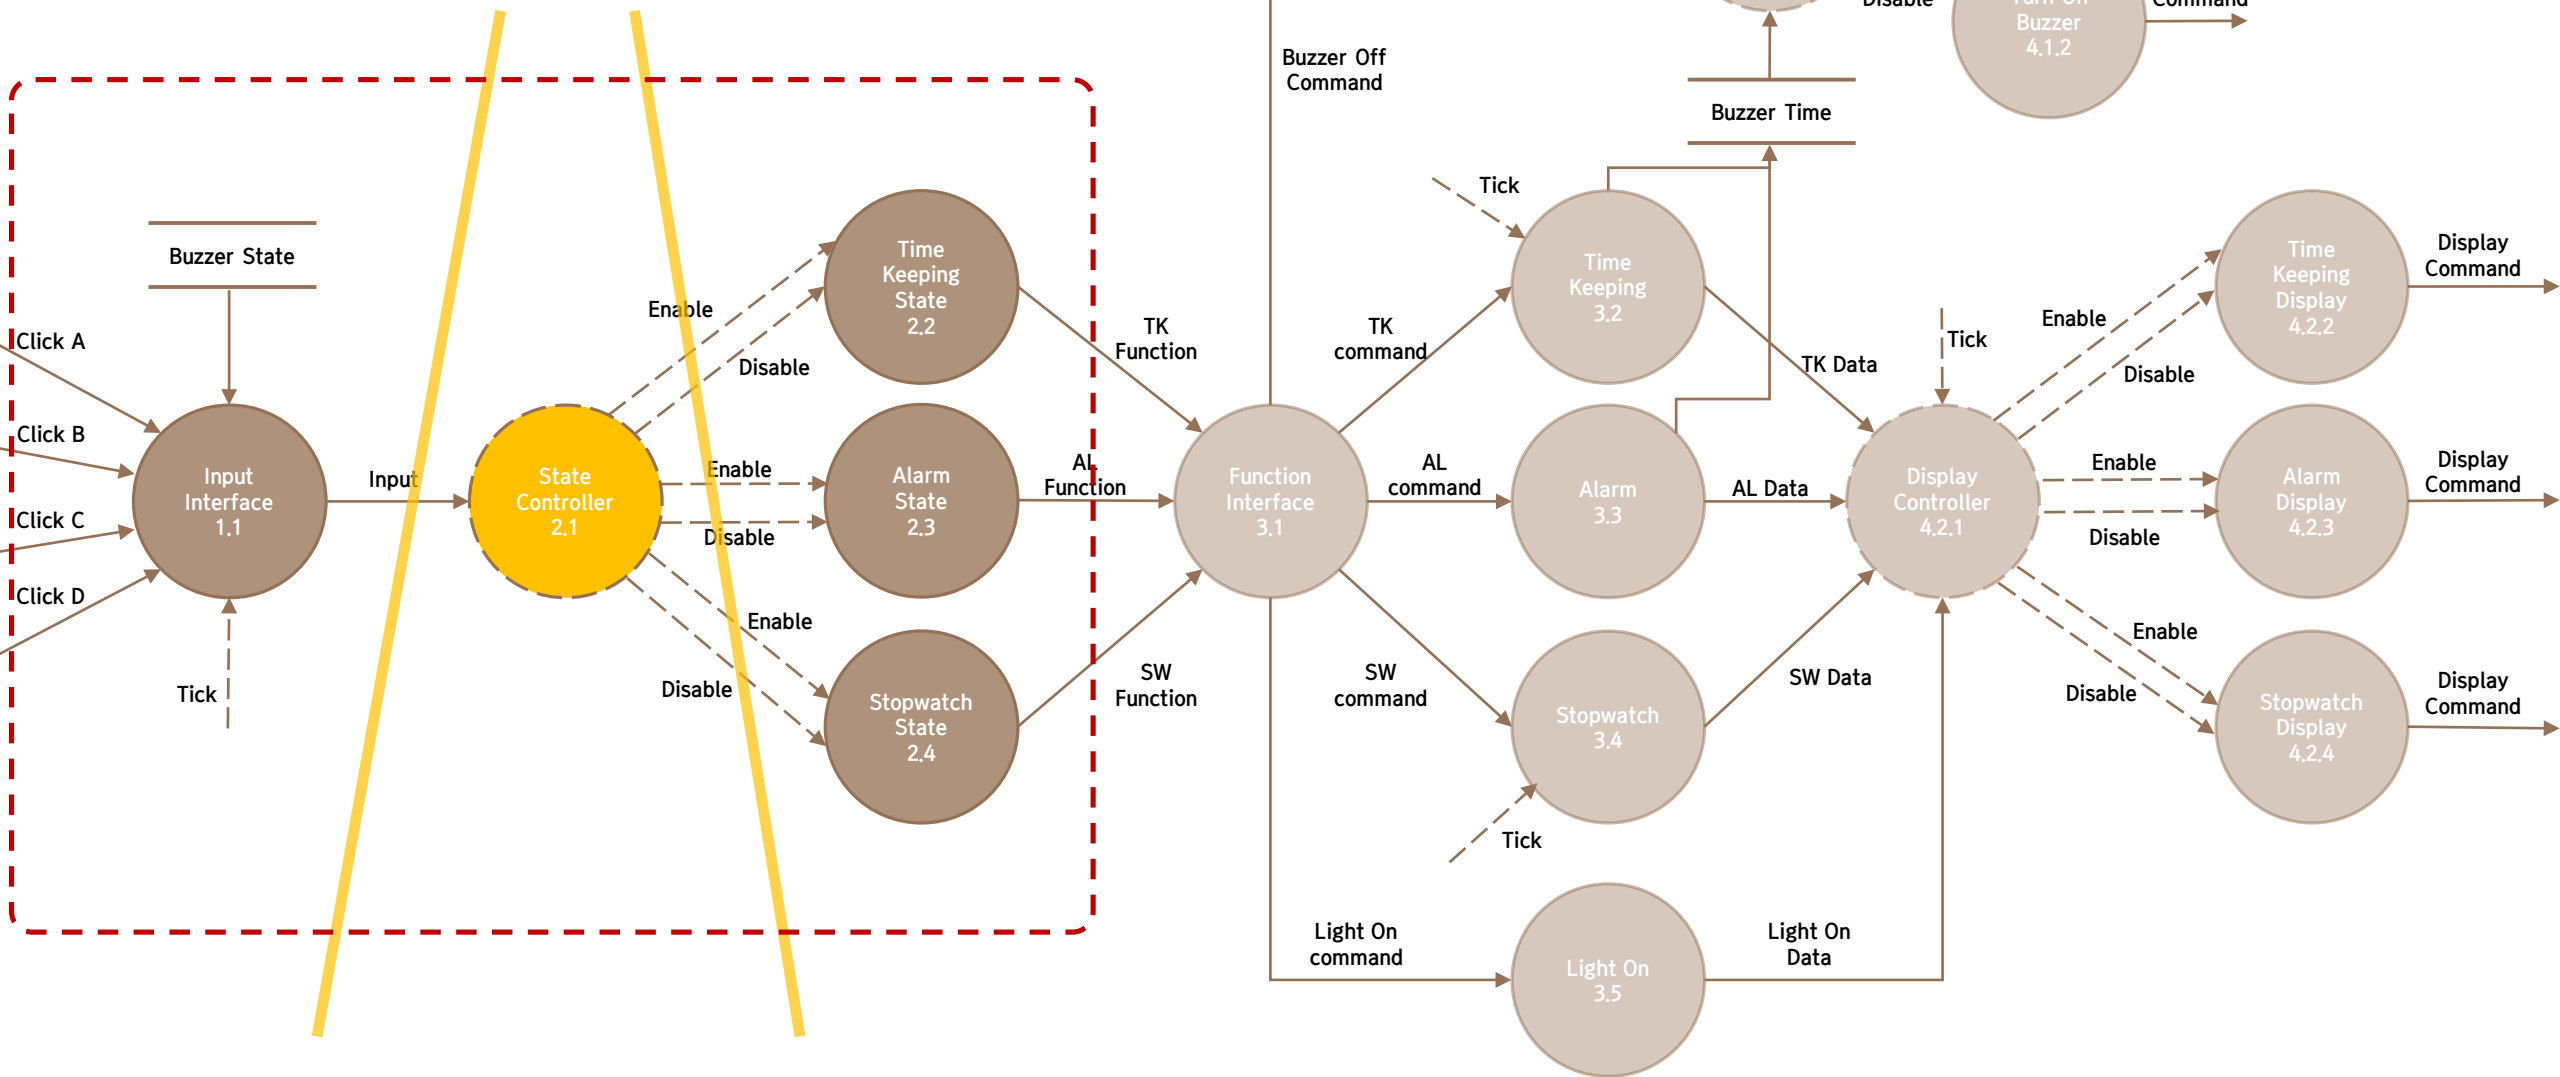 Disable
Turn On
Buzzer
4.1.2
Command
Buzzer Off
Command
Buzzer Time
Tick
Buzzer State
Click A
Click B
Click C
Click D
Input
Interface
1.1
Tick
Input
State
Controller
2.1
Enable
Disable
Enable
Disable
Enable
Disable
Time
Keeping
State
2.2
Alarm
State
2.3
Stopwatch
State
2.4
TK
Function
AL
Function
SW
Function
Function
Interface
3.1
TK
command
AL
command
SW
command
Light On
command
Time
Keeping
3.2
Alarm
3.3
Stopwatch
3.4
Tick
Light On
3.5
TK Data
AL Data
SW Data
Light On
Data
Tick
Display
Controller
4.2.1
Enable
Disable
Enable
Disable
Enable
Disable
Time
Keeping
Display
4.2.2
Alarm
Display
4.2.3
Stopwatch
Display
4.2.4
Display
Command
Display
Command
Display
Command